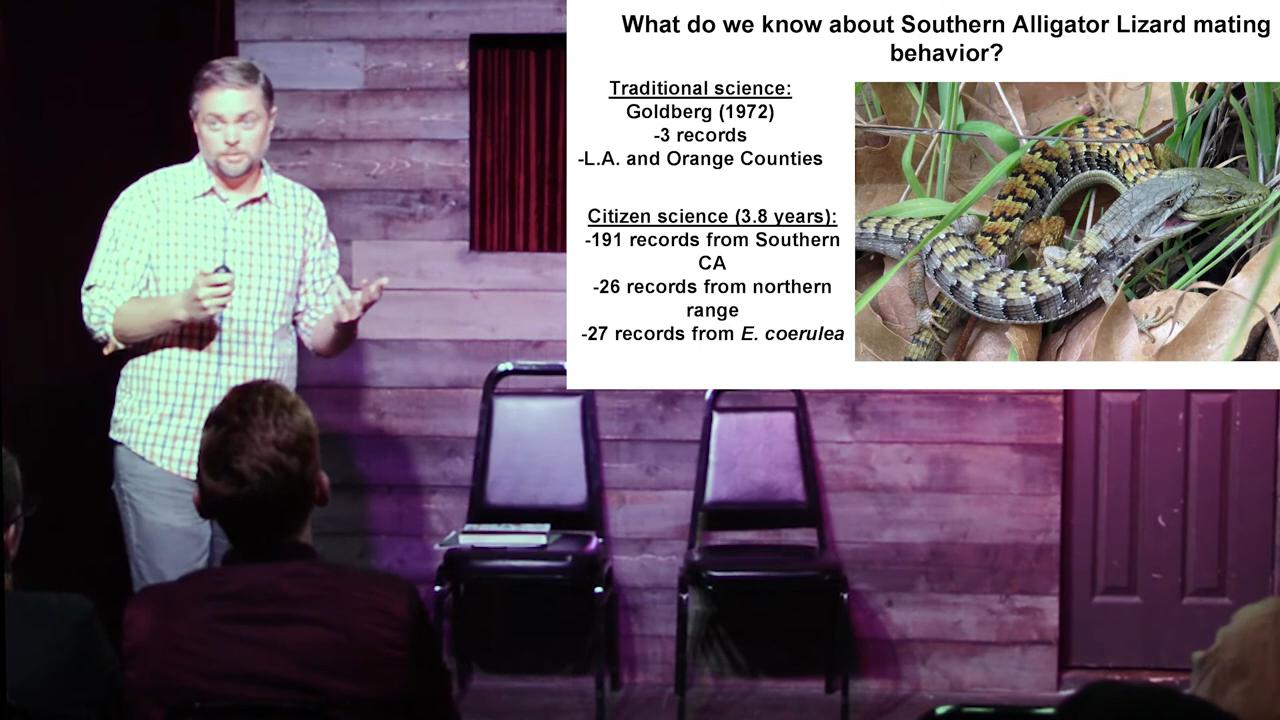 What do we know about Southern Alligator Lizard mating
behavior?
Traditional science:
Goldberg (1972)
-3 records
-L.A. and Orange Counties
Citizen science (3.8 years):
-191 records from Southern
CA
-26 records from northern
range
-27 records from E. coerulea